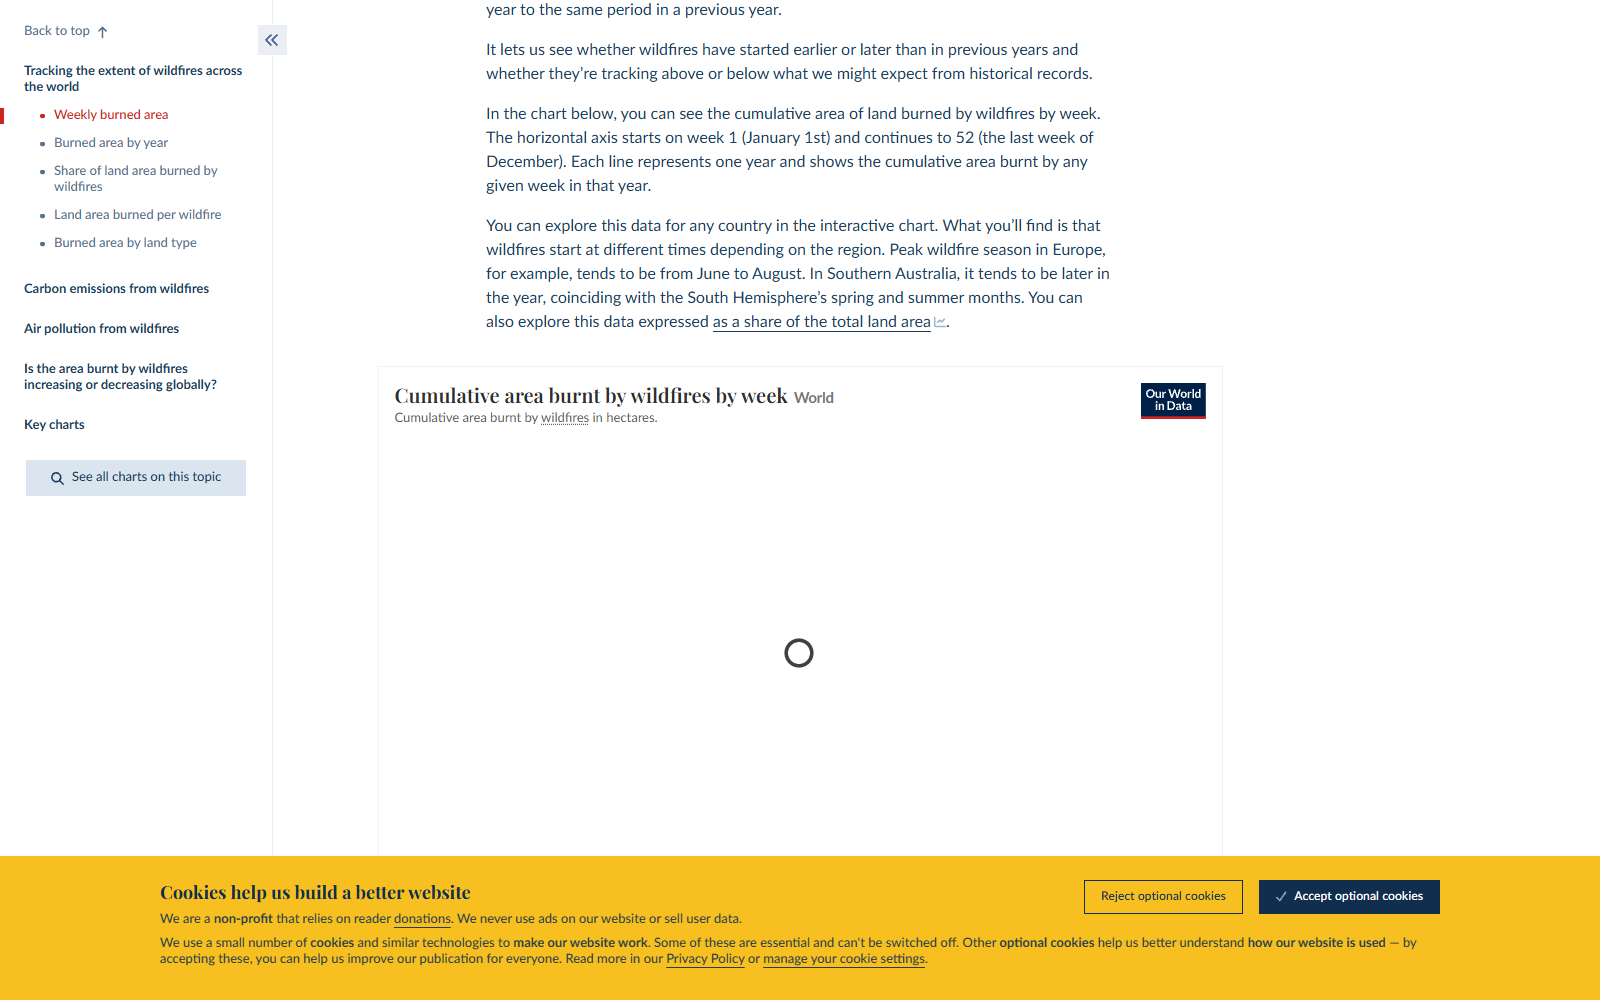 Back to top
Tracking the extent of wildfires across
the world
Weekly burned area
Burned area by year
Share of land area burned by
wildfires
Land area burned per wildfire
Burned area by land type
Carbon emissions from wildfires
Air pollution from wildfires
Is the area burnt by wildfires
increasing or decreasing globally?
Key charts
See all charts on this topic
year to the same period in a previous year.
It lets us see whether wildfires have started earlier or later than in previous years and
whether they’re tracking above or below what we might expect from historical records.
In the chart below, you can see the cumulative area of land burned by wildfires by week.
The horizontal axis starts on week 1 (January 1st) and continues to 52 (the last week of
December). Each line represents one year and shows the cumulative area burnt by any
given week in that year.
You can explore this data for any country in the interactive chart. What you’ll find is that
wildfires start at different times depending on the region. Peak wildfire season in Europe,
for example, tends to be from June to August. In Southern Australia, it tends to be later in
the year, coinciding with the South Hemisphere’s spring and summer months. You can
also explore this data expressed as a share of the total land area.
Cumulative area burnt by wildfires by week World
Cumulative area burnt by wildfires in hectares.
Our World
in Data
Cookies help us build a better website
We are a non-profit that relies on reader donations. We never use ads on our website or sell user data.
We use a small number of cookies and similar technologies to make our website work. Some of these are essential and can't be switched off. Other optional cookies help us better understand how our website is used — by
accepting these, you can help us improve our publication for everyone. Read more in our Privacy Policy or manage your cookie settings.
Reject optional cookies
Accept optional cookies